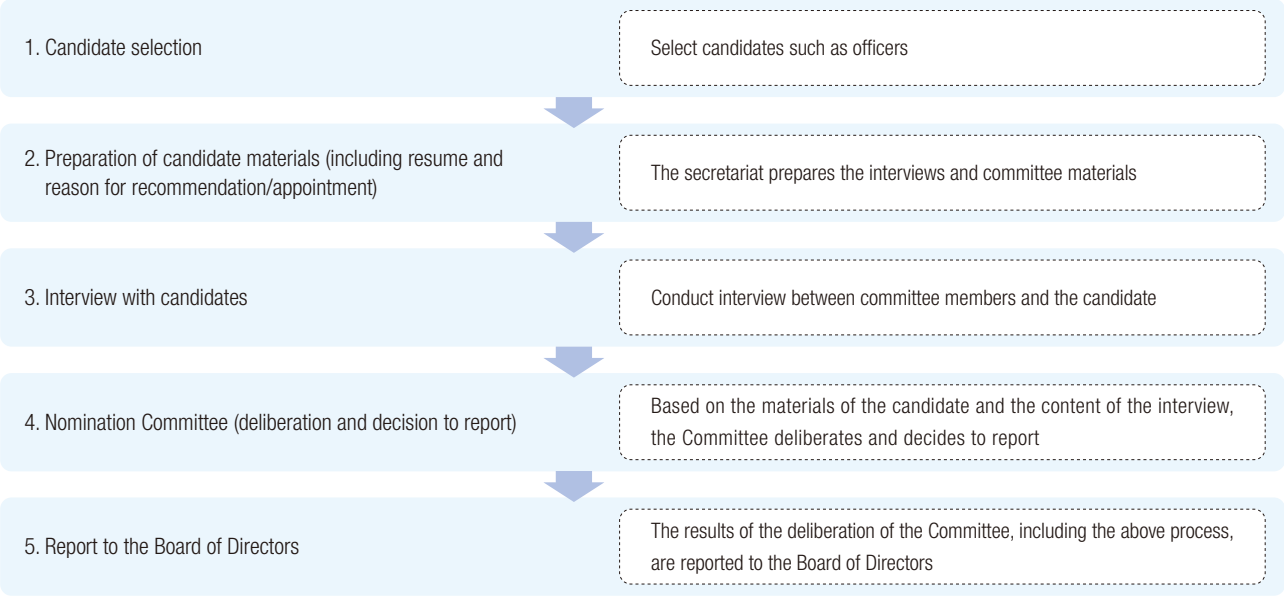 1. Candidate selection
Select candidates such as officers
2. Preparation of candidate materials (including resume and
reason for recommendation/appointment)
The secretariat prepares the interviews and committee materials
3. Interview with candidates
Conduct interview between committee members and the candidate
4. Nomination Committee (deliberation and decision to report)
Based on the materials of the candidate and the content of the interview,
the Committee deliberates and decides to report
5. Report to the Board of Directors
The results of the deliberation of the Committee, including the above process,
are reported to the Board of Directors